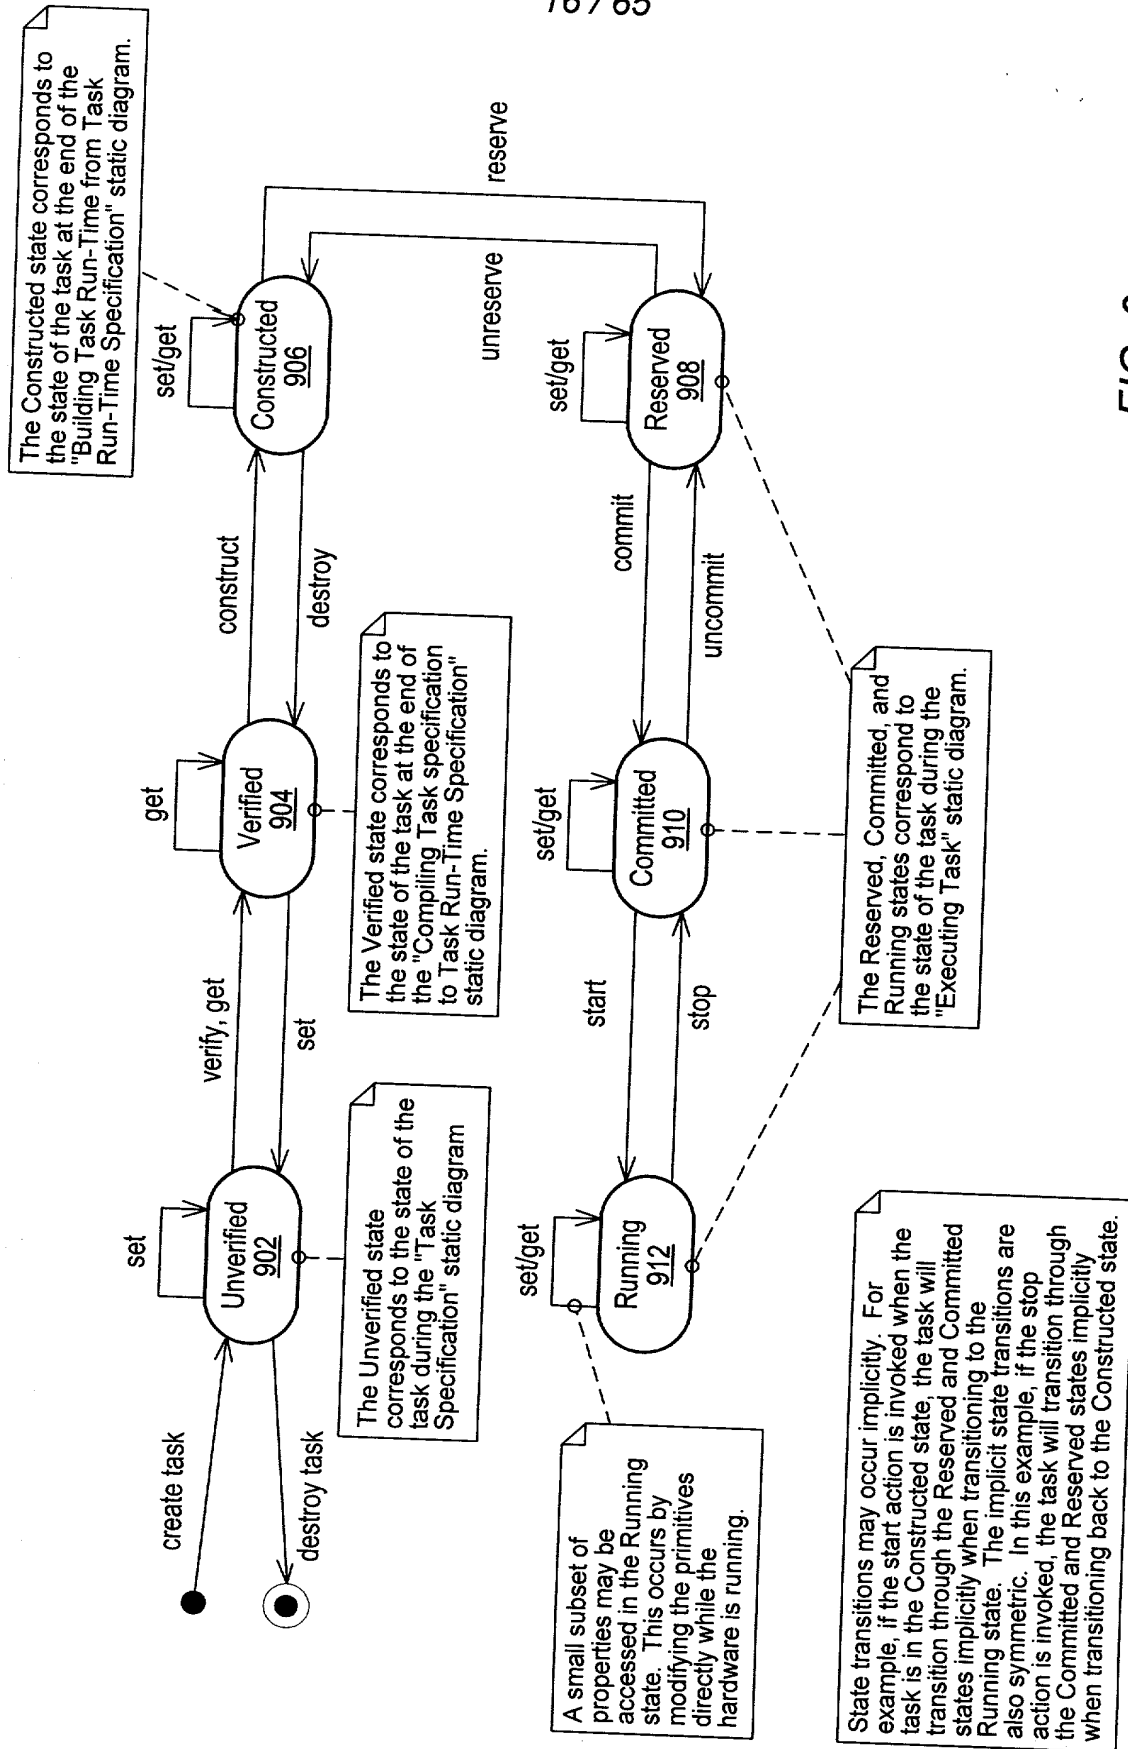 16 / 65
The Constructed state corresponds to
the state of the task at the end of the
"Building Task Run-Time from Task
Run-Time Specification" static diagram.
create task
destroy task
set
Unverified
902
verify, get
set
get
Verified
904
construct
destroy
set/get
Constructed
906
reserve
unreserve
The Unverified state
corresponds to the state of the
task during the "Task
Specification" static diagram
The Verified state corresponds to
the state of the task at the end of
the "Compiling Task specification
to Task Run-Time Specification"
static diagram.
set/get
Running
912
start
stop
set/get
Committed
910
commit
uncommit
set/get
Reserved
908
A small subset of
properties may be
accessed in the Running
state. This occurs by
modifying the primitives
directly while the
hardware is running.
The Reserved, Committed, and
Running states correspond to
the state of the task during the
"Executing Task" static diagram.
State transitions may occur implicitly. For
example, if the start action is invoked when the
task is in the Constructed state, the task will
transition through the Reserved and Committed
states implicitly when transitioning to the
Running state. The implicit state transitions are
also symmetric. In this example, if the stop
action is invoked, the task will transition through
the Committed and Reserved states implicitly
when transitioning back to the Constructed state.
FIG.